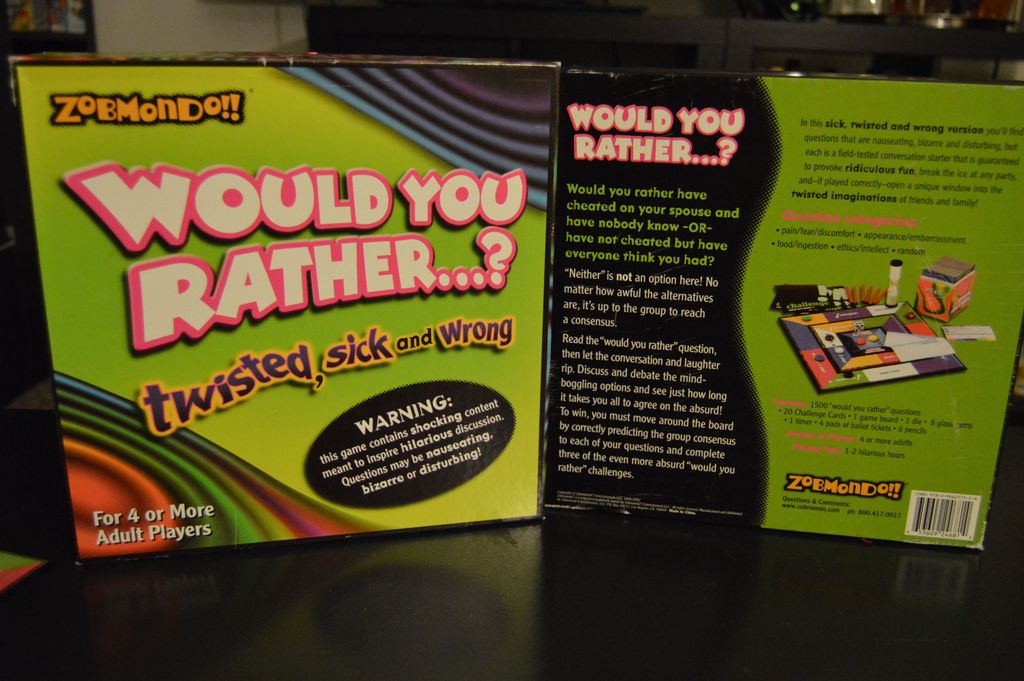 ZOBMONDO!!
WOULD YOU
RATHER...?
twisted, sick and wrong
WARNING:
this game contains shocking content
meant to inspire hilarious discussion.
Questions may be nauseating,
bizarre or disturbing!
For 4 or More
Adult Players
WOULD YOU
RATHER...?
Would you rather have
cheated on your spouse and
have nobody know -OR-
have not cheated but have
everyone think you had?
"Neither" is not an option here! No
matter how awful the alternatives
are, it's up to the group to reach
a consensus.
Read the "would you rather" question,
then let the conversation and laughter
rip. Discuss and debate the mind-
boggling options and see just how long
it takes you all to agree on the absurd!
To win, you must move around the board
by correctly predicting the group consensus
to each of your questions and complete
three of the even more absurd "would you
rather" challenges.
In this sick, twisted and wrong version you'll find
questions that are nauseating, bizarre and disturbing, but
each is a field-tested conversation starter that is guaranteed
to provoke ridiculous fun, break the ice at any party,
and—if played correctly—open a unique window into the
twisted imaginations of friends and family!
Question categories:
• pain/fear/discomfort • appearance/embarrassment
• food/ingestion • ethics/intellect • random
challenge
Contents: 1500 "would you rather" questions
• 20 Challenge Cards • 1 game board • 1 die • 8 glass gems
• 1 timer • 4 pads of ballot tickets • 6 pencils
Number of Players: 4 or more adults
Playing Time: 1-2 hilarious hours
ZOBMONDO!!
Questions & Comments:
www.zobmondo.com ph: 800.417.0017